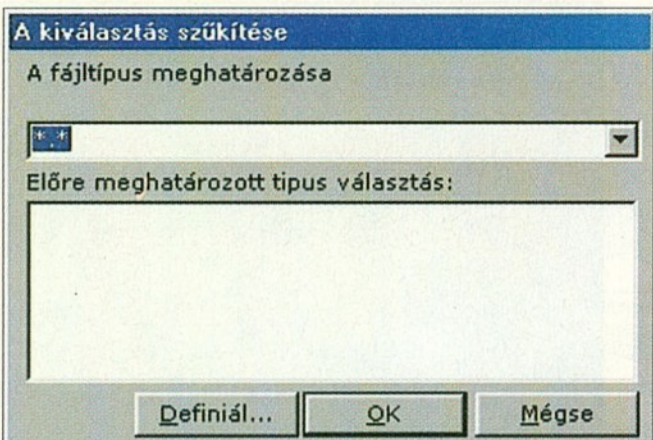 A kiválasztás szűkítése
A fájltípus meghatározása
*.*
Előre meghatározott tipus választás:
Definiál...
OK
Mégse